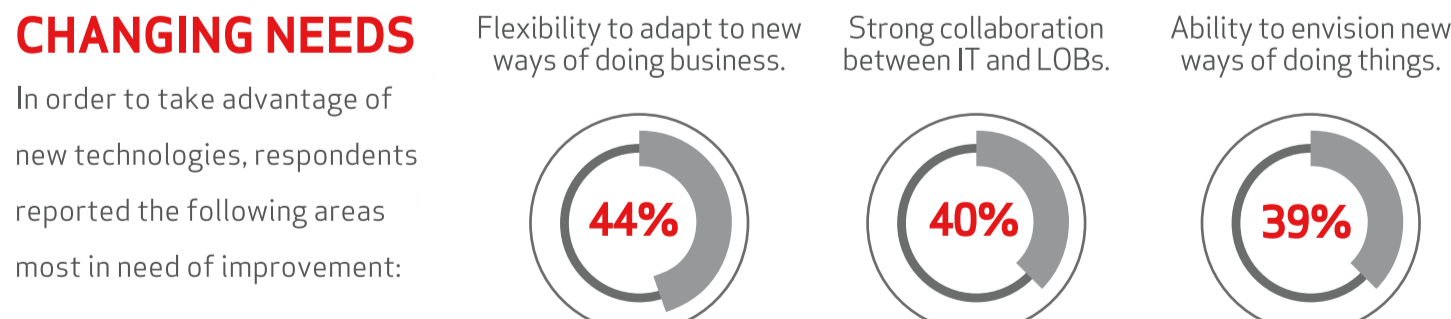 CHANGING NEEDS
In order to take advantage of
new technologies, respondents
reported the following areas
most in need of improvement:
Flexibility to adapt to new
ways of doing business.
44%
Strong collaboration
between IT and LOBs.
40%
Ability to envision new
ways of doing things.
39%